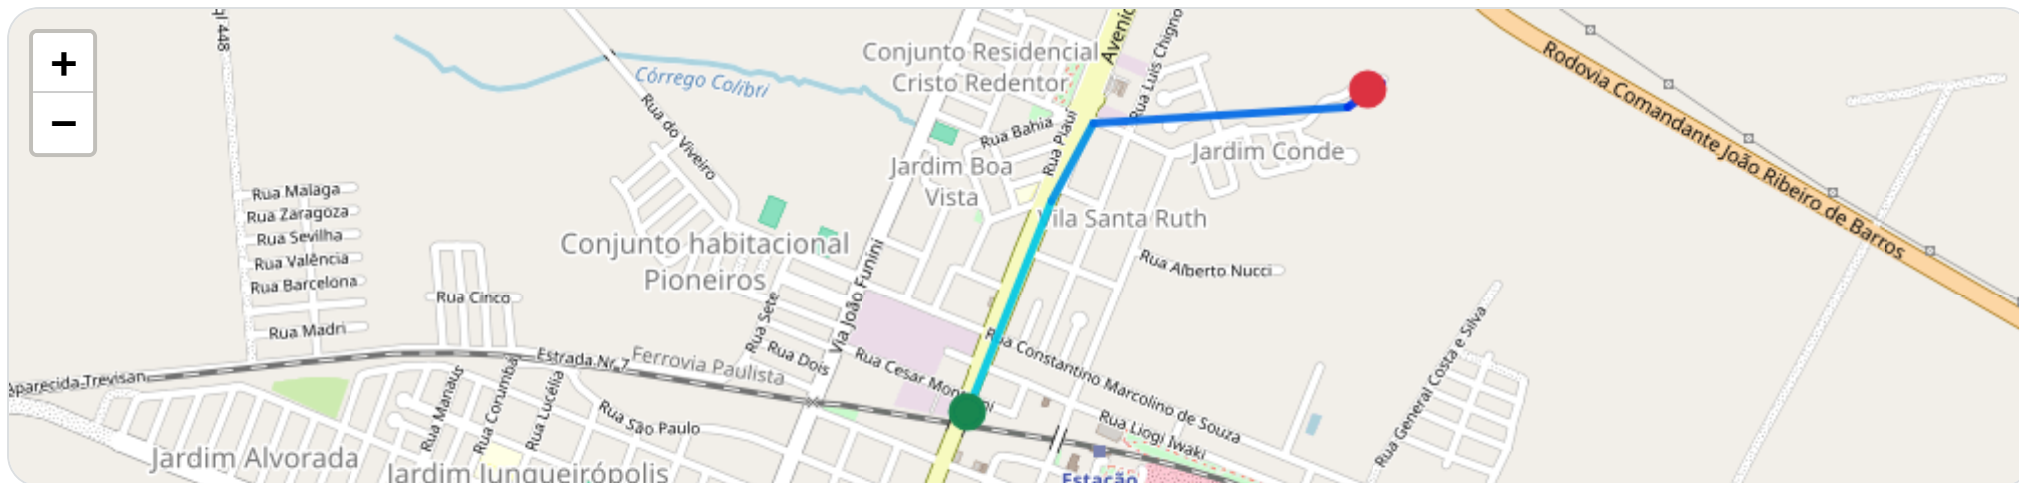 +
−
448
Córrego Colibri
Rua do Viveiro
Conjunto Residencial
Cristo Redentor
Rua Luis Chigno
Rodovia Comandante João Ribeiro de Barros
Rua Bahia
Rua Piauí
Jardim Boa
Vista
Jardim Conde
Rua Malaga
Rua Zaragoza
Rua Sevilha
Rua València
Rua Barcelona
Rua Madri
Rua Cinco
Conjunto habitacional
Pioneiros
Vila Santa Ruth
Rua Alberto Nucci
Via João Funini
Rua Sete
Rua Dois
Aparecida Trevisan
Estrada Nr. 7
Ferrovia Paulista
Rua Cesar
Rua Constantino Marcolino de Souza
Rua Liogi Iwaki
Rua General Costa e Silva
Rua Manaus
Rua Corumbá
Rua Lucélia
Rua São Paulo
Jardim Alvorada
Jardim Junqueirópolis
Estação